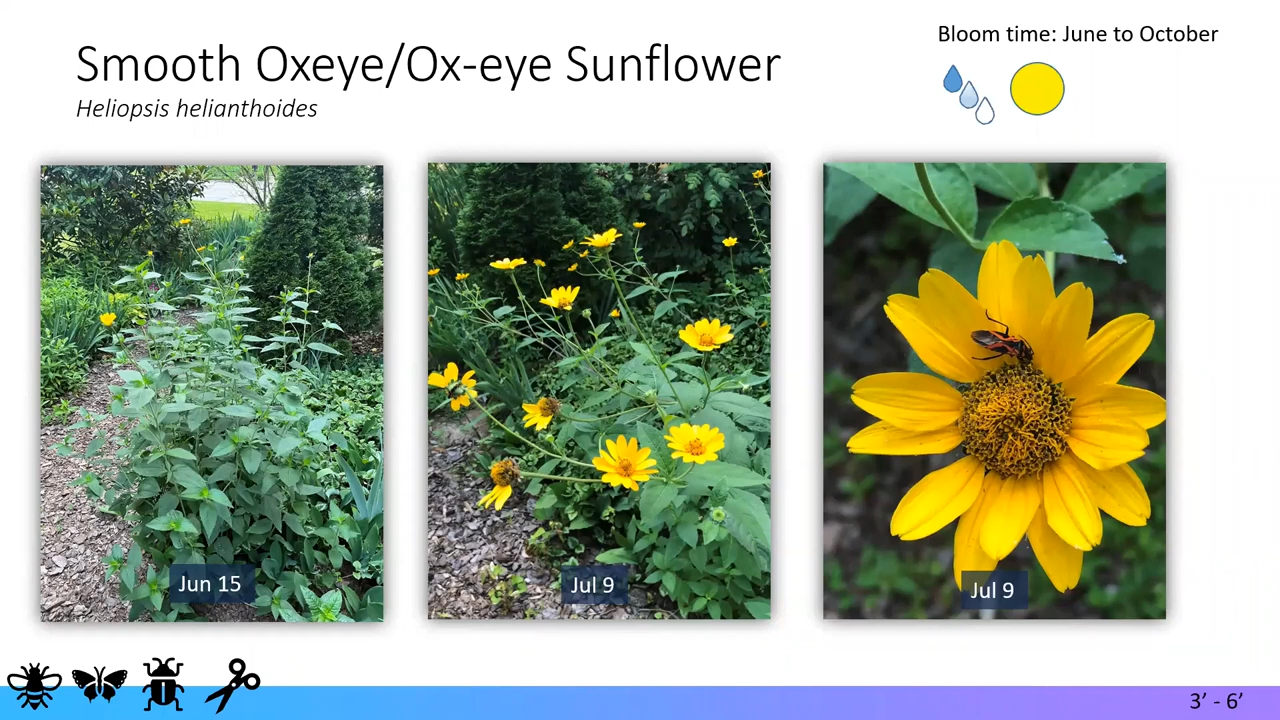 Smooth Oxeye/Ox-eye Sunflower
Heliopsis helianthoides
Bloom time: June to October
Jun 15
Jul 9
Jul 9
3’ - 6’